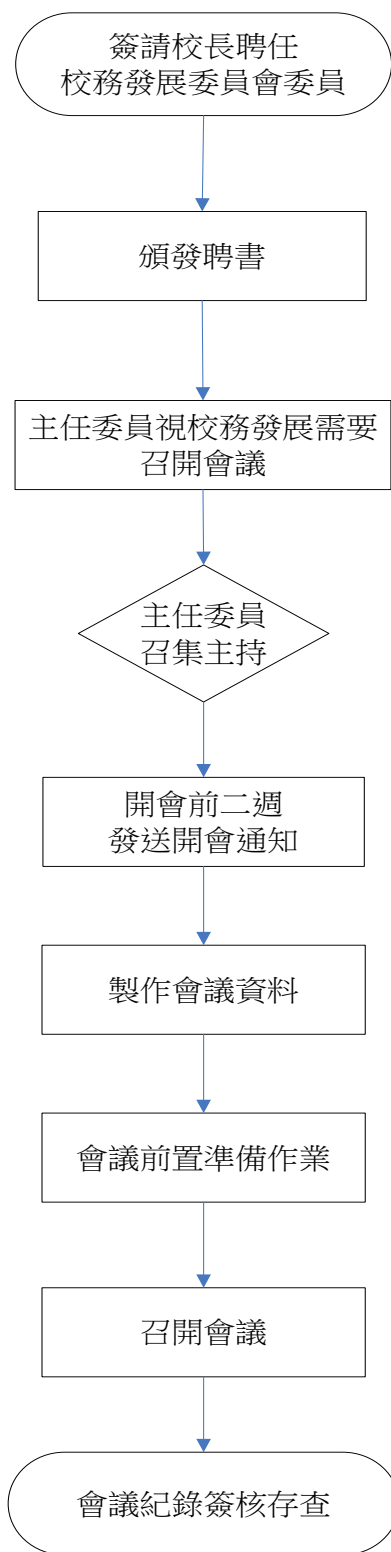 簽請校長聘任
校務發展委員會委員
頒發聘書
主任委員視校務發展需要
召開會議
主任委員
召集主持
開會前二週
發送開會通知
製作會議資料
會議前置準備作業
召開會議
會議紀錄簽核存查